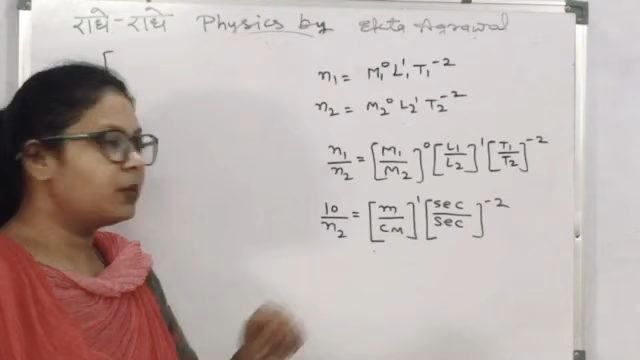 राधे-राधे Physics by Ekta Agrawal
n₁ = M₁⁰ L₁¹ T₁⁻²
n₂ = M₂⁰ L₂¹ T₂⁻²
n₁/n₂ = [M₁/M₂]⁰ [L₁/L₂]¹ [T₁/T₂]⁻²
10/n₂ = [m/CM]¹ [sec/sec]⁻²